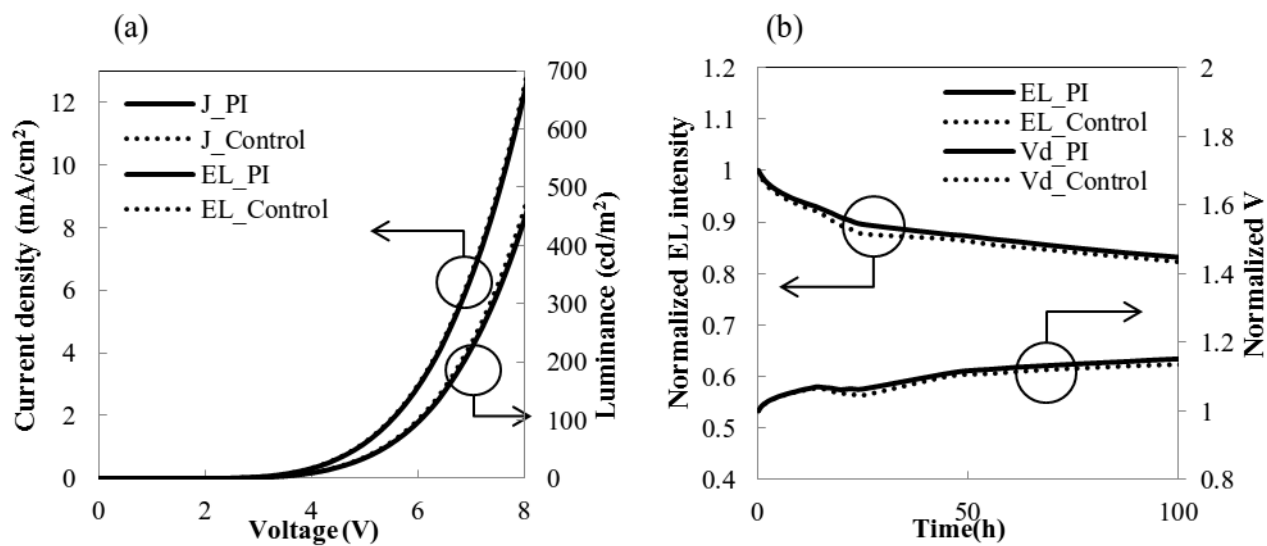 (a)
Current density (mA/cm²)
12
10
8
6
4
2
0
J_PI
J_Control
EL_PI
EL_Control
700
600
500
400
300
200
100
0
Luminance (cd/m²)
0 2 4 6 8
Voltage (V)
(b)
Normalized EL intensity
1.2
1.1
1
0.9
0.8
0.7
0.6
0.5
0.4
EL_PI
EL_Control
Vd_PI
Vd_Control
2
1.8
1.6
1.4
1.2
1
0.8
Normalized V
0 50 100
Time(h)